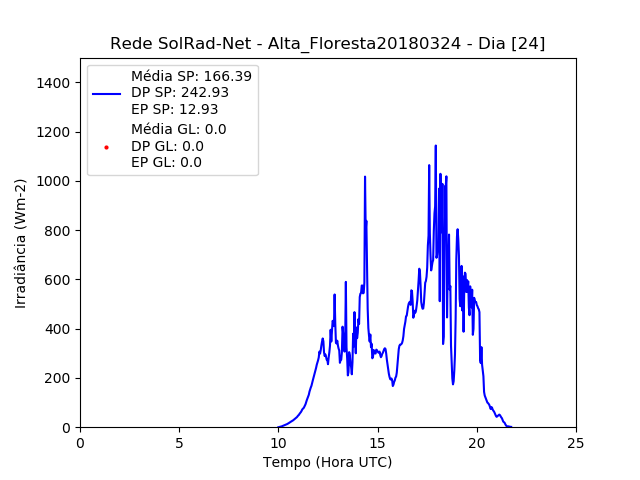 Rede SolRad-Net - Alta_Floresta20180324 - Dia [24]
Média SP: 166.39
DP SP: 242.93
EP SP: 12.93
Média GL: 0.0
DP GL: 0.0
EP GL: 0.0
Irradiância (Wm-2)
1400
1200
1000
800
600
400
200
0
0 5 10 15 20 25
Tempo (Hora UTC)